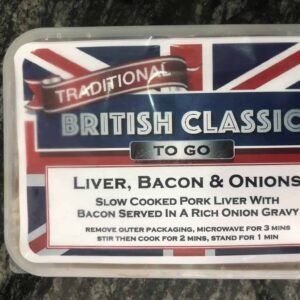 TRADITIONAL
BRITISH CLASSIC
TO GO
LIVER, BACON & ONIONS
SLOW COOKED PORK LIVER WITH
BACON SERVED IN A RICH ONION GRAVY
REMOVE OUTER PACKAGING, MICROWAVE FOR 3 MINS
STIR THEN COOK FOR 2 MINS, STAND FOR 1 MIN